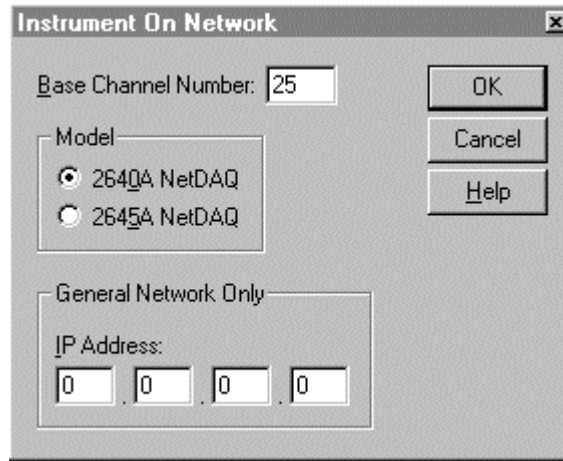 Instrument On Network
Base Channel Number: 25
OK
Model
Cancel
2640A NetDAQ
Help
2645A NetDAQ
General Network Only
IP Address:
0 . 0 . 0 . 0